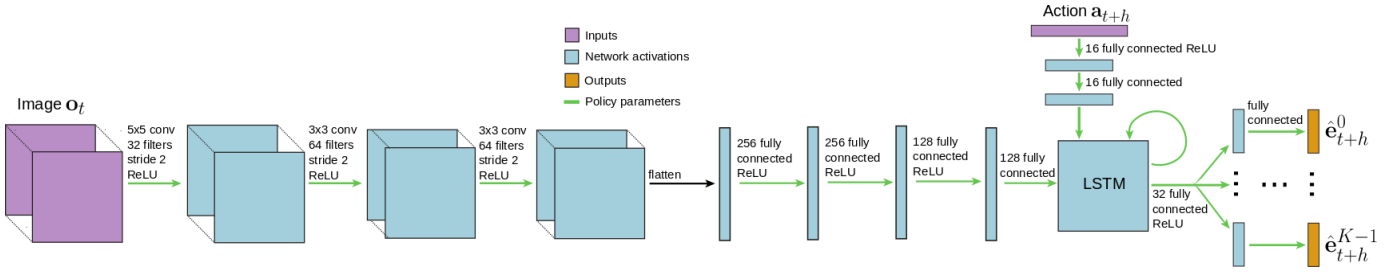 Image o_t
5x5 conv
32 filters
stride 2
ReLU
3x3 conv
64 filters
stride 2
ReLU
3x3 conv
64 filters
stride 2
ReLU
flatten
Inputs
Network activations
Outputs
Policy parameters
256 fully
connected
ReLU
256 fully
connected
ReLU
128 fully
connected
ReLU
128 fully
connected
Action a_{t+h}
16 fully connected ReLU
16 fully connected
LSTM
32 fully
connected
ReLU
fully
connected
ê^0_{t+h}
ê^{K-1}_{t+h}